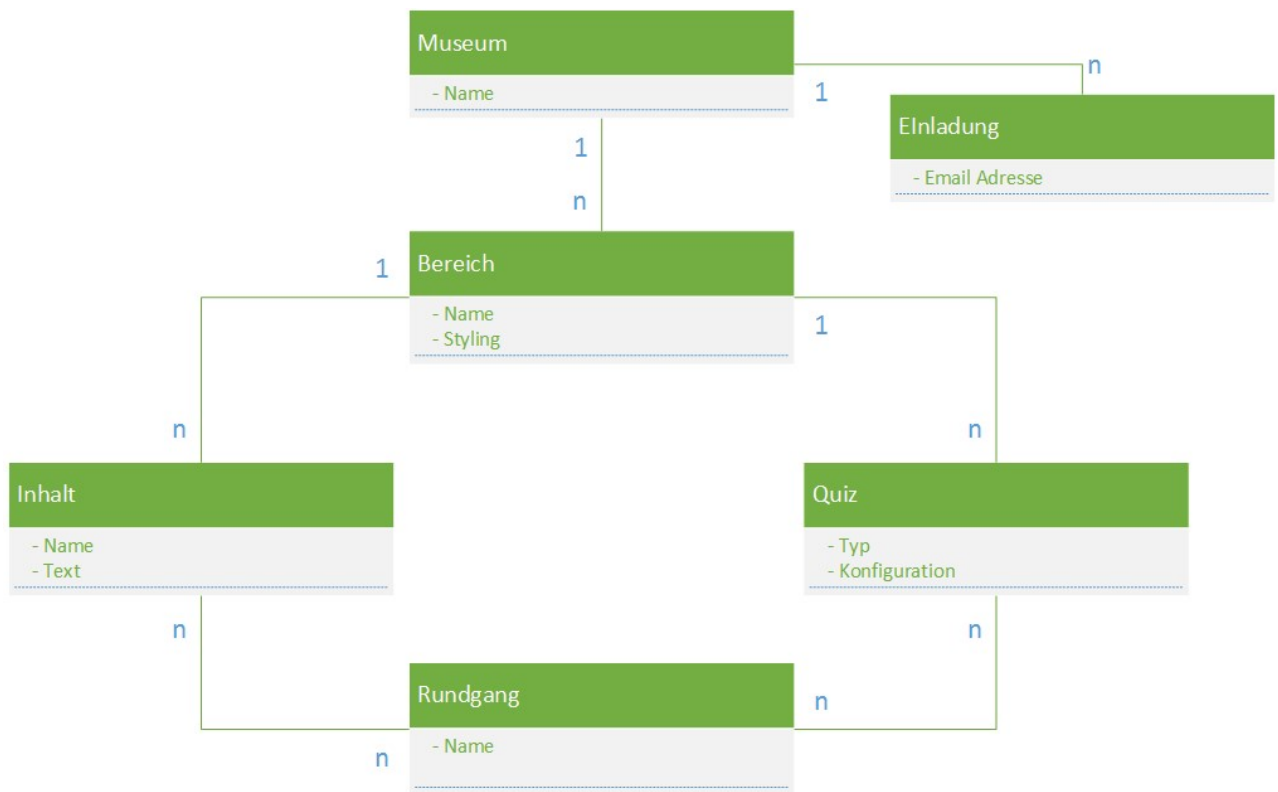 Museum
- Name
1
n
EInladung
- Email Adresse
1
n
1
Bereich
- Name
- Styling
1
n
n
Inhalt
- Name
- Text
Quiz
- Typ
- Konfiguration
n
n
Rundgang
- Name
n
n